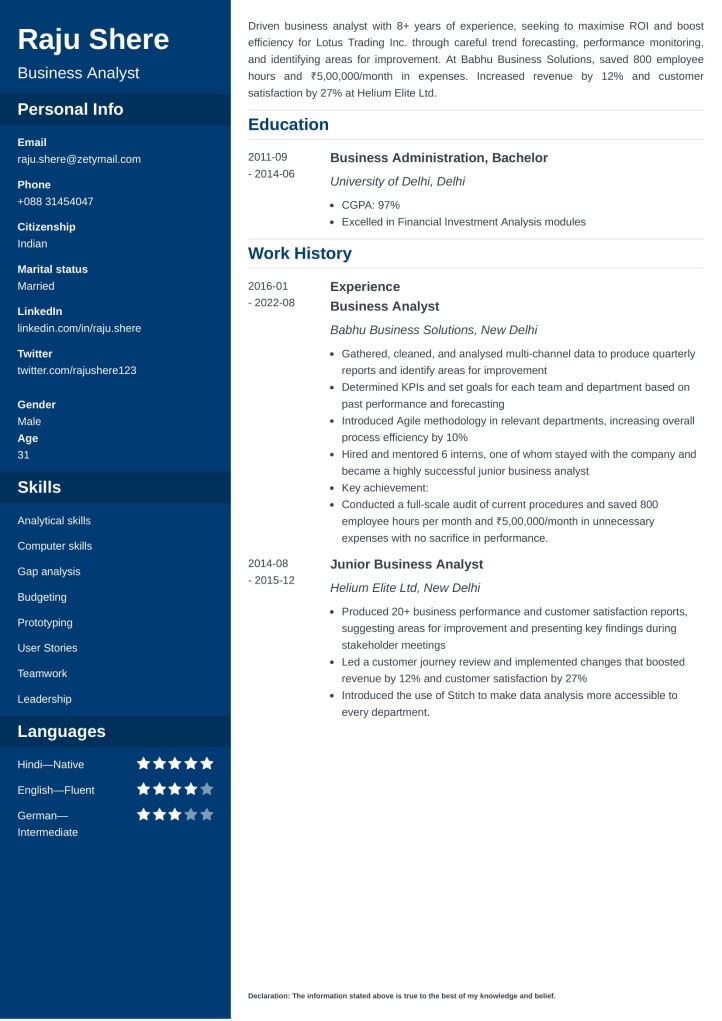 Raju Shere
Business Analyst
Personal Info
Email
raju.shere@zetymail.com
Phone
+088 31454047
Citizenship
Indian
Marital status
Married
LinkedIn
linkedin.com/in/raju.shere
Twitter
twitter.com/rajushere123
Gender
Male
Age
31
Skills
Analytical skills
Computer skills
Gap analysis
Budgeting
Prototyping
User Stories
Teamwork
Leadership
Languages
Hindi—Native
English—Fluent
German—
Intermediate
Driven business analyst with 8+ years of experience, seeking to maximise ROI and boost
efficiency for Lotus Trading Inc. through careful trend forecasting, performance monitoring,
and identifying areas for improvement. At Babhu Business Solutions, saved 800 employee
hours and ₹5,00,000/month in expenses. Increased revenue by 12% and customer
satisfaction by 27% at Helium Elite Ltd.
Education
2011-09
- 2014-06
Business Administration, Bachelor
University of Delhi, Delhi
• CGPA: 97%
• Excelled in Financial Investment Analysis modules
Work History
2016-01
- 2022-08
Experience
Business Analyst
Babhu Business Solutions, New Delhi
• Gathered, cleaned, and analysed multi-channel data to produce quarterly
reports and identify areas for improvement
• Determined KPIs and set goals for each team and department based on
past performance and forecasting
• Introduced Agile methodology in relevant departments, increasing overall
process efficiency by 10%
• Hired and mentored 6 interns, one of whom stayed with the company and
became a highly successful junior business analyst
• Key achievement:
• Conducted a full-scale audit of current procedures and saved 800
employee hours per month and ₹5,00,000/month in unnecessary
expenses with no sacrifice in performance.
2014-08
- 2015-12
Junior Business Analyst
Helium Elite Ltd, New Delhi
• Produced 20+ business performance and customer satisfaction reports,
suggesting areas for improvement and presenting key findings during
stakeholder meetings
• Led a customer journey review and implemented changes that boosted
revenue by 12% and customer satisfaction by 27%
• Introduced the use of Stitch to make data analysis more accessible to
every department.
Declaration: The information stated above is true to the best of my knowledge and belief.